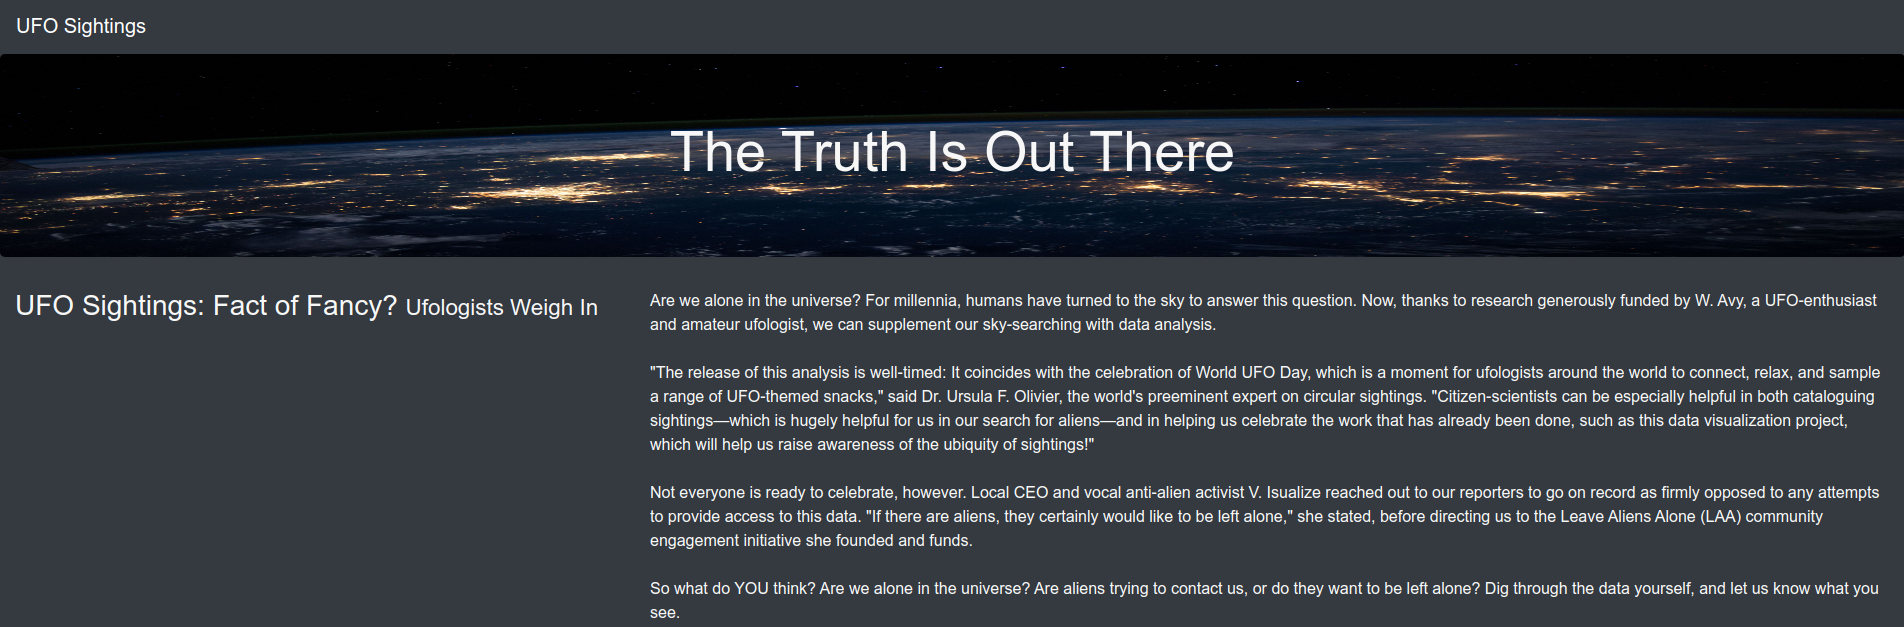 UFO Sightings
The Truth Is Out There
UFO Sightings: Fact of Fancy? Ufologists Weigh In
Are we alone in the universe? For millennia, humans have turned to the sky to answer this question. Now, thanks to research generously funded by W. Avy, a UFO-enthusiast
and amateur ufologist, we can supplement our sky-searching with data analysis.
"The release of this analysis is well-timed: It coincides with the celebration of World UFO Day, which is a moment for ufologists around the world to connect, relax, and sample
a range of UFO-themed snacks," said Dr. Ursula F. Olivier, the world's preeminent expert on circular sightings. "Citizen-scientists can be especially helpful in both cataloguing
sightings—which is hugely helpful for us in our search for aliens—and in helping us celebrate the work that has already been done, such as this data visualization project,
which will help us raise awareness of the ubiquity of sightings!"
Not everyone is ready to celebrate, however. Local CEO and vocal anti-alien activist V. Isualize reached out to our reporters to go on record as firmly opposed to any attempts
to provide access to this data. "If there are aliens, they certainly would like to be left alone," she stated, before directing us to the Leave Aliens Alone (LAA) community
engagement initiative she founded and funds.
So what do YOU think? Are we alone in the universe? Are aliens trying to contact us, or do they want to be left alone? Dig through the data yourself, and let us know what you
see.